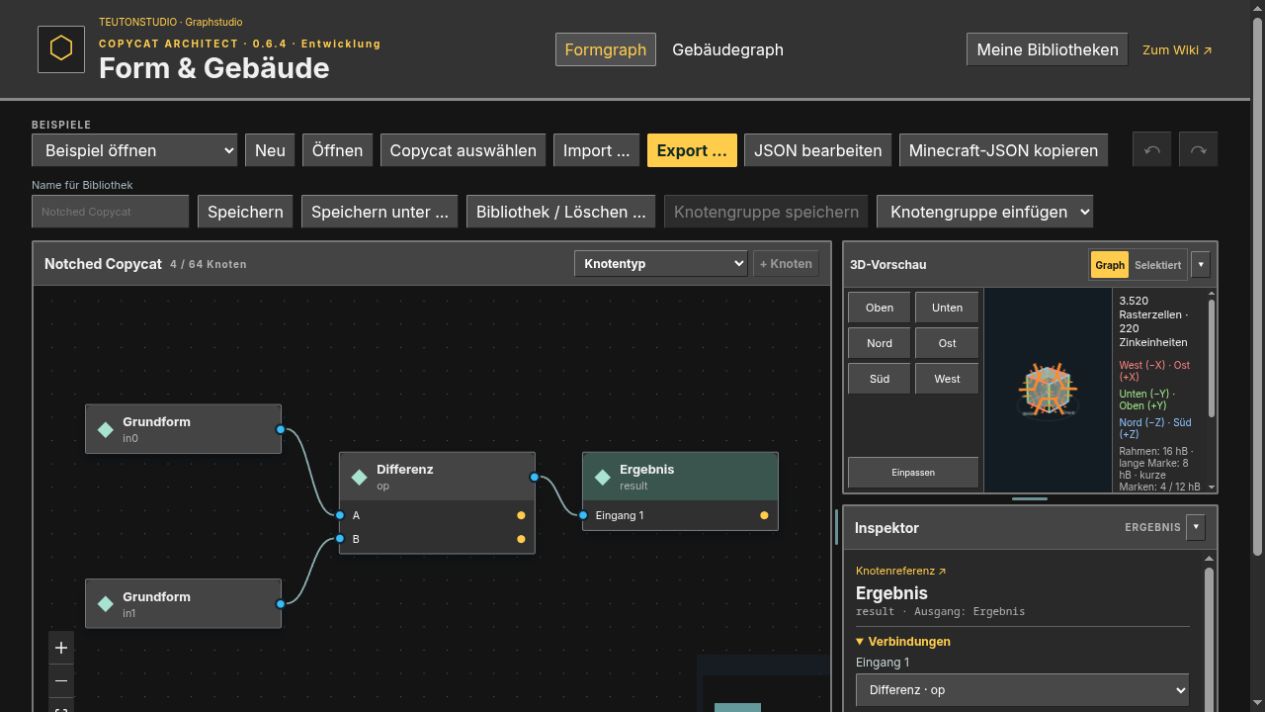 TEUTONSTUDIO · Graphstudio
COPYCAT ARCHITECT · 0.6.4 · Entwicklung
Form & Gebäude
Formgraph
Gebäudegraph
Meine Bibliotheken
Zum Wiki ↗
BEISPIELE
Beispiel öffnen
Neu
Öffnen
Copycat auswählen
Import ...
Export ...
JSON bearbeiten
Minecraft-JSON kopieren
Name für Bibliothek
Notched Copycat
Speichern
Speichern unter ...
Bibliothek / Löschen ...
Knotengruppe speichern
Knotengruppe einfügen
Notched Copycat
4 / 64 Knoten
Knotentyp
+ Knoten
Grundform
in0
Differenz
op
A
B
Ergebnis
result
Eingang 1
Grundform
in1
3D-Vorschau
Graph
Selektiert
Oben
Unten
Nord
Ost
Süd
West
Einpassen
3.520
Rasterzellen ·
220
Zinkeinheiten
West (−X) · Ost
(+X)
Unten (−Y) ·
Oben (+Y)
Nord (−Z) · Süd
(+Z)
Rahmen: 16 hB ·
lange Marke: 8
hB · kurze
Marken: 4 / 12 hB
Inspektor
ERGEBNIS
Knotenreferenz ↗
Ergebnis
result · Ausgang: Ergebnis
Verbindungen
Eingang 1
Differenz · op